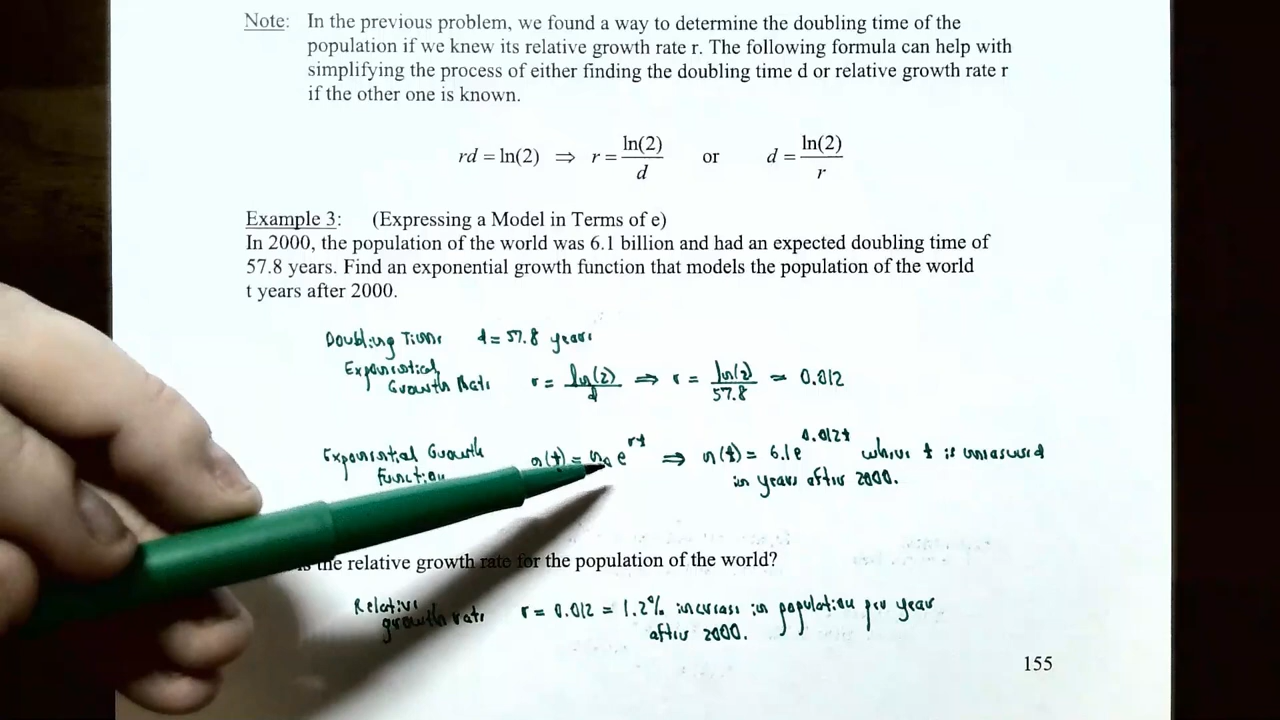 Note: In the previous problem, we found a way to determine the doubling time of the
population if we knew its relative growth rate r. The following formula can help with
simplifying the process of either finding the doubling time d or relative growth rate r
if the other one is known.
rd = ln(2) ⇒ r = ln(2)/d or d = ln(2)/r
Example 3: (Expressing a Model in Terms of e)
In 2000, the population of the world was 6.1 billion and had an expected doubling time of
57.8 years. Find an exponential growth function that models the population of the world
t years after 2000.
Doubling Time d = 57.8 years
Exponential
Growth Rate r = ln(2)/d ⇒ r = ln(2)/57.8 = 0.012
Exponential Growth
Function n(t) = n₀e^rt ⇒ n(t) = 6.1e^0.012t where t is measured
in years after 2000.
the relative growth rate for the population of the world?
Relative
growth rate r = 0.012 = 1.2% increase in population per year
after 2000.
155